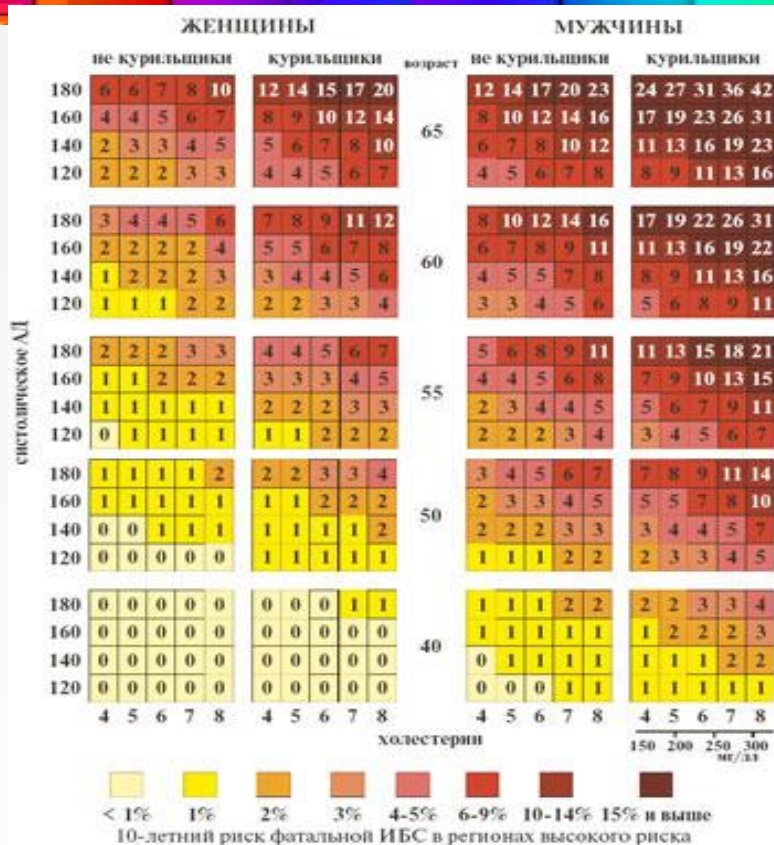 ЖЕНЩИНЫ МУЖЧИНЫ
не курильщики курильщики возраст не курильщики курильщики
180 6 6 7 8 10 12 14 15 17 20 12 14 17 20 23 24 27 31 36 42
160 4 4 5 6 7 8 9 10 12 14 8 10 12 14 16 17 19 23 26 31
65
140 2 3 3 4 5 5 6 7 8 10 6 7 8 10 12 11 13 16 19 23
120 2 2 2 3 3 4 4 5 6 7 4 5 6 7 8 8 9 11 13 16
180 3 4 4 5 6 7 8 9 11 12 8 10 12 14 16 17 19 22 26 31
160 2 2 2 2 4 5 5 6 7 8 6 7 8 9 11 11 13 16 19 22
60
140 1 2 2 2 3 3 4 4 5 6 4 5 5 7 8 8 9 11 13 16
120 1 1 1 2 2 2 2 3 3 4 3 3 4 5 6 5 6 8 9 11
систолическое АД
180 2 2 2 3 3 4 4 5 6 7 5 6 8 9 11 11 13 15 18 21
160 1 1 2 2 2 3 3 3 4 5 4 4 5 6 8 7 9 10 13 15
55
140 1 1 1 1 1 2 2 2 3 3 2 3 4 4 5 5 6 7 9 11
120 0 1 1 1 1 1 1 2 2 2 2 2 2 3 4 3 4 5 6 7
180 1 1 1 1 2 2 2 3 3 4 3 4 5 6 7 7 8 9 11 14
160 1 1 1 1 1 1 1 2 2 2 2 3 3 4 5 5 5 7 8 10
50
140 0 0 1 1 1 1 1 1 1 2 2 2 2 3 3 3 4 4 5 7
120 0 0 0 0 0 1 1 1 1 1 1 1 1 2 2 2 3 3 4 5
180 0 0 0 0 0 0 0 0 1 1 1 1 1 2 2 2 2 3 3 4
160 0 0 0 0 0 0 0 0 0 0 1 1 1 1 1 1 2 2 2 3
40
140 0 0 0 0 0 0 0 0 0 0 0 1 1 1 1 1 1 1 2 2
120 0 0 0 0 0 0 0 0 0 0 0 0 0 1 1 1 1 1 1 1
4 5 6 7 8 4 5 6 7 8 4 5 6 7 8 4 5 6 7 8
холестерин
150 200 250 300
мг/дл
< 1% 1% 2% 3% 4-5% 6-9% 10-14% 15% и выше
10-летний риск фатальной ИБС в регионах высокого риска